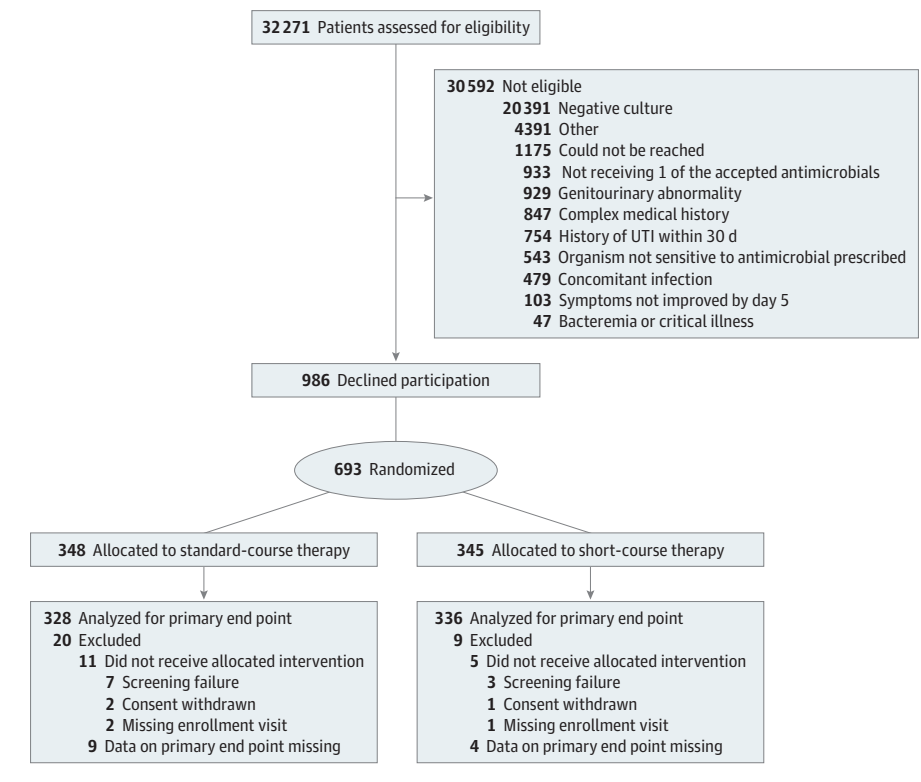 32 271 Patients assessed for eligibility
30 592 Not eligible
20 391 Negative culture
4391 Other
1175 Could not be reached
933 Not receiving 1 of the accepted antimicrobials
929 Genitourinary abnormality
847 Complex medical history
754 History of UTI within 30 d
543 Organism not sensitive to antimicrobial prescribed
479 Concomitant infection
103 Symptoms not improved by day 5
47 Bacteremia or critical illness
986 Declined participation
693 Randomized
348 Allocated to standard-course therapy
345 Allocated to short-course therapy
328 Analyzed for primary end point
20 Excluded
11 Did not receive allocated intervention
7 Screening failure
2 Consent withdrawn
2 Missing enrollment visit
9 Data on primary end point missing
336 Analyzed for primary end point
9 Excluded
5 Did not receive allocated intervention
3 Screening failure
1 Consent withdrawn
1 Missing enrollment visit
4 Data on primary end point missing